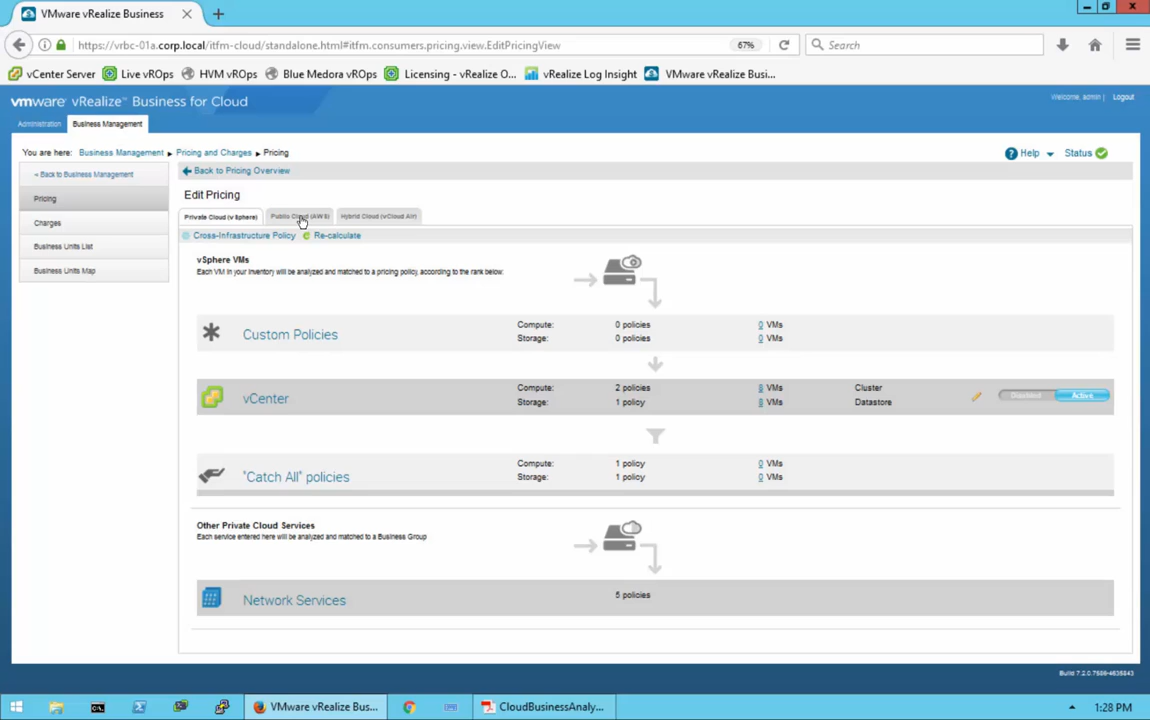 VMware vRealize Business
https://vrbc-01a.corp.local/itfm-cloud/standalone.html#itfm.consumers.pricing.view.EditPricingView
67%
Search
vCenter Server
Live vROps
HVM vROps
Blue Medora vROps
Licensing - vRealize O...
vRealize Log Insight
VMware vRealize Busi...
vmware vRealize™ Business for Cloud
Welcome, admin |
Logout
Administration
Business Management
You are here: Business Management ▸ Pricing and Charges ▸ Pricing
Help
Status
« Back to Business Management
Pricing
Charges
Business Units List
Business Units Map
Back to Pricing Overview
Edit Pricing
Private Cloud (vSphere)
Public Cloud (AWS)
Hybrid Cloud (vCloud Air)
Cross-Infrastructure Policy
Re-calculate
vSphere VMs
Each VM in your inventory will be analyzed and matched to a pricing policy, according to the rank below:
Custom Policies
Compute: 0 policies 0 VMs
Storage: 0 policies 0 VMs
vCenter
Compute: 2 policies 8 VMs Cluster
Storage: 1 policy 8 VMs Datastore
Disabled
Active
"Catch All" policies
Compute: 1 policy 0 VMs
Storage: 1 policy 0 VMs
Other Private Cloud Services
Each service entered here will be analyzed and matched to a Business Group
Network Services
5 policies
Build 7.2.0.7586-4635843
VMware vRealize Bus...
CloudBusinessAnaly...
1:28 PM